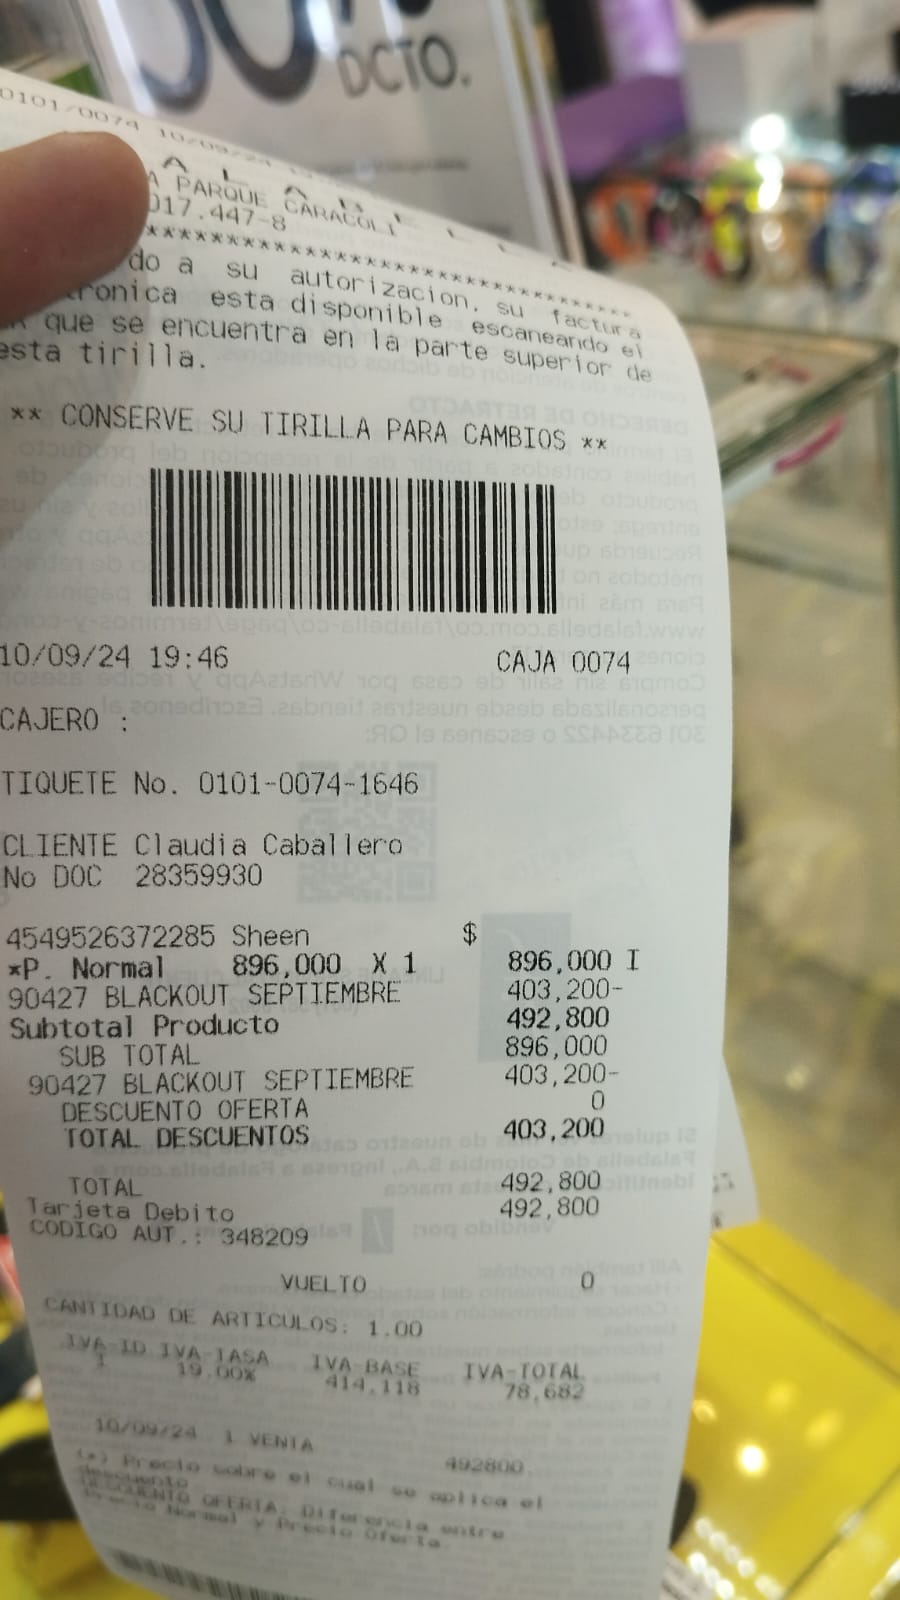 DCTO.
0101/0074 10/09/24
A L A B E L L A
A PARQUE CARACOLI
017.447-8
****************************************
do a su autorizacion, su factura
tronica esta disponible escaneando el
que se encuentra en la parte superior de
esta tirilla.
** CONSERVE SU TIRILLA PARA CAMBIOS **
10/09/24 19:46 CAJA 0074
CAJERO :
TIQUETE No. 0101-0074-1646
CLIENTE Claudia Caballero
No DOC 28359930
4549526372285 Sheen $
*P. Normal 896,000 X 1 896,000 I
90427 BLACKOUT SEPTIEMBRE 403,200-
Subtotal Producto 492,800
SUB TOTAL 896,000
90427 BLACKOUT SEPTIEMBRE 403,200-
DESCUENTO OFERTA 0
TOTAL DESCUENTOS 403,200
TOTAL 492,800
Tarjeta Debito 492,800
CODIGO AUT.: 348209
VUELTO 0
CANTIDAD DE ARTICULOS: 1.00
IVA-ID IVA-TASA IVA-BASE IVA-TOTAL
I 19.00% 414,118 78,682
10/09/24 1 VENTA 492800
(*) Precio sobre el cual se aplica el
descuento
DESCUENTO OFERTA: Diferencia entre
Precio Normal y Precio Oferta.